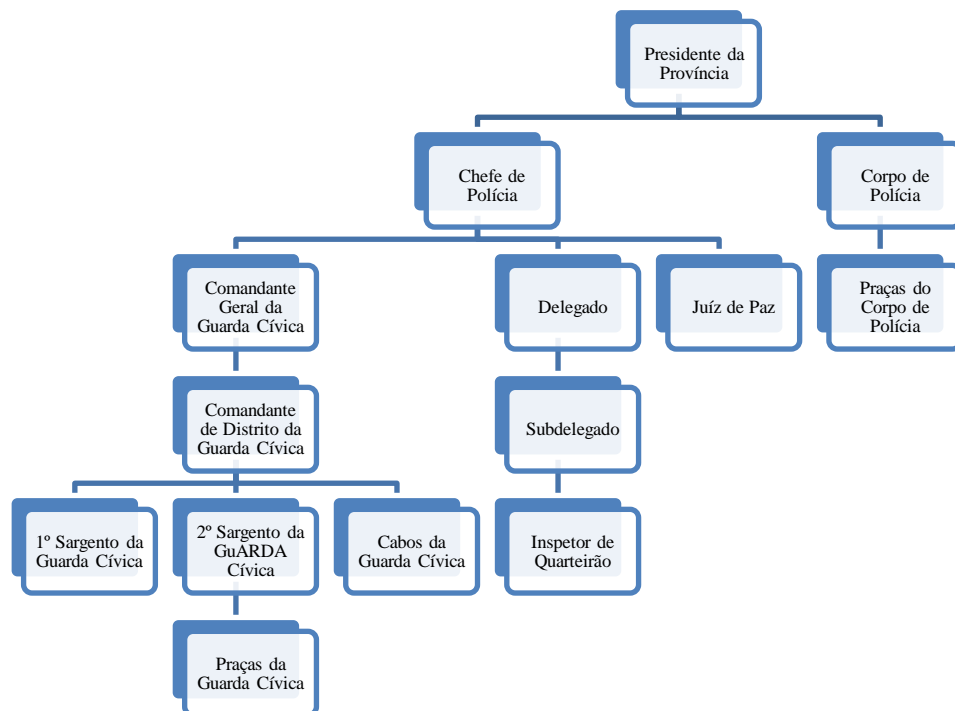 Presidente da
Província
Chefe de
Polícia
Corpo de
Polícia
Comandante
Geral da
Guarda Cívica
Delegado
Juíz de Paz
Praças do
Corpo de
Polícia
Comandante
de Distrito da
Guarda Cívica
Subdelegado
1º Sargento da
Guarda Cívica
2º Sargento da
GuARDA
Cívica
Cabos da
Guarda Cívica
Inspetor de
Quarteirão
Praças da
Guarda Cívica